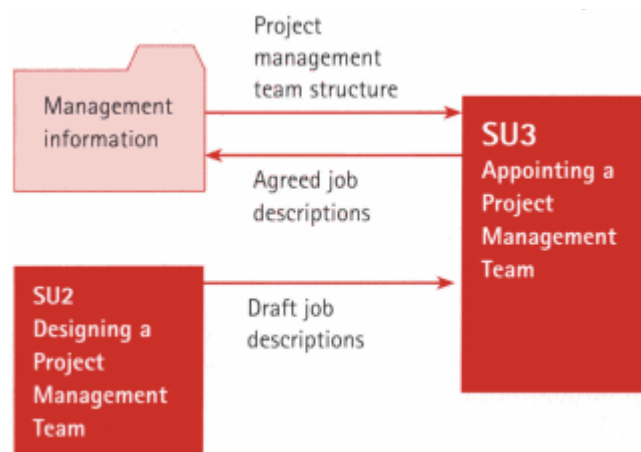 Project
management
team structure
Management
information
SU3
Appointing a
Project
Management
Team
Agreed job
descriptions
SU2
Designing a
Project
Management
Team
Draft job
descriptions